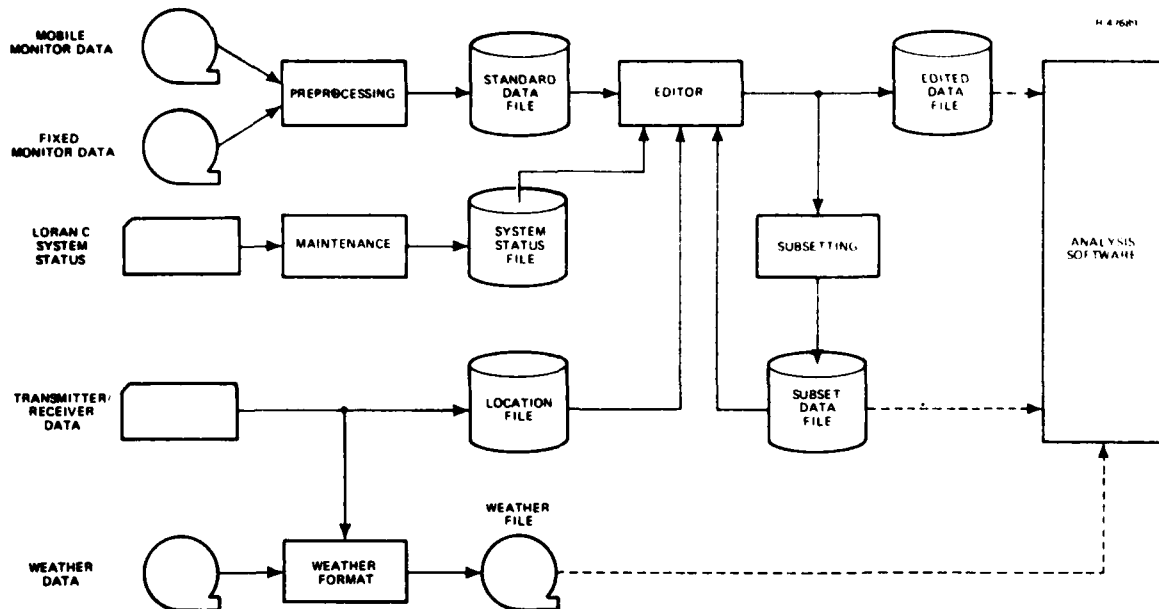 MOBILE
MONITOR DATA
PREPROCESSING
STANDARD
DATA
FILE
EDITOR
EDITED
DATA
FILE
FIXED
MONITOR DATA
LORAN C
SYSTEM
STATUS
MAINTENANCE
SYSTEM
STATUS
FILE
SUBSETTING
ANALYSIS
SOFTWARE
TRANSMITTER/
RECEIVER
DATA
LOCATION
FILE
SUBSET
DATA
FILE
WEATHER
FILE
WEATHER
DATA
WEATHER
FORMAT